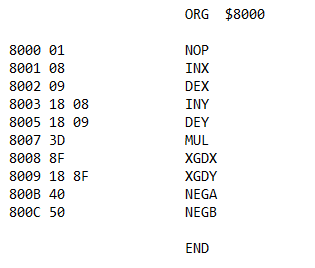 ORG $8000
8000 01 NOP
8001 08 INX
8002 09 DEX
8003 18 08 INY
8005 18 09 DEY
8007 3D MUL
8008 8F XGDX
8009 18 8F XGDY
800B 40 NEGA
800C 50 NEGB
END